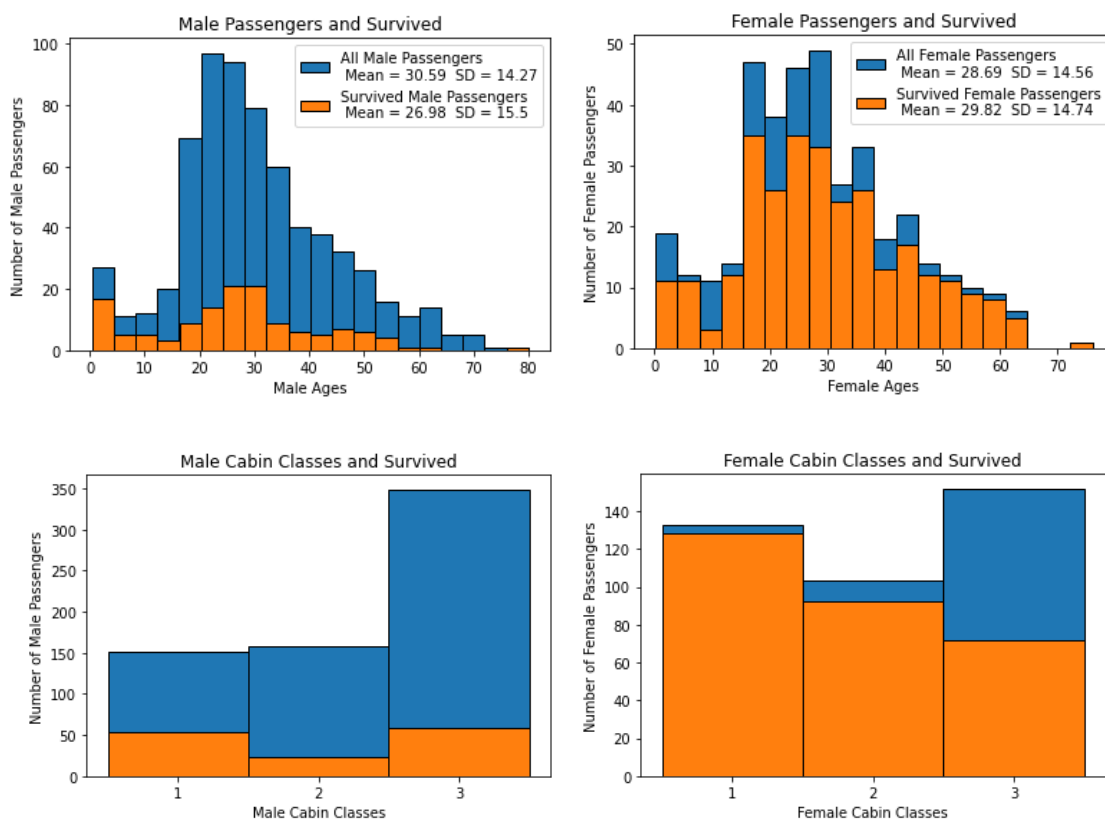 Male Passengers and Survived
100
80
60
40
20
0
Number of Male Passengers
All Male Passengers
Mean = 30.59 SD = 14.27
Survived Male Passengers
Mean = 26.98 SD = 15.5
0 10 20 30 40 50 60 70 80
Male Ages
Female Passengers and Survived
50
40
30
20
10
0
Number of Female Passengers
All Female Passengers
Mean = 28.69 SD = 14.56
Survived Female Passengers
Mean = 29.82 SD = 14.74
0 10 20 30 40 50 60 70
Female Ages
Male Cabin Classes and Survived
350
300
250
200
150
100
50
0
Number of Male Passengers
1 2 3
Male Cabin Classes
Female Cabin Classes and Survived
140
120
100
80
60
40
20
0
Number of Female Passengers
1 2 3
Female Cabin Classes